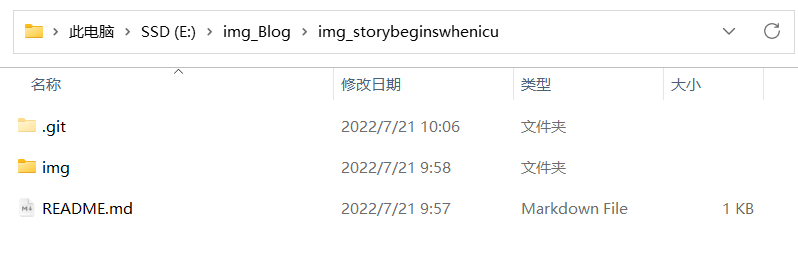 此电脑 > SSD (E:) > img_Blog > img_storybeginswhenicu
名称 修改日期 类型 大小
.git 2022/7/21 10:06 文件夹
img 2022/7/21 9:58 文件夹
README.md 2022/7/21 9:57 Markdown File 1 KB